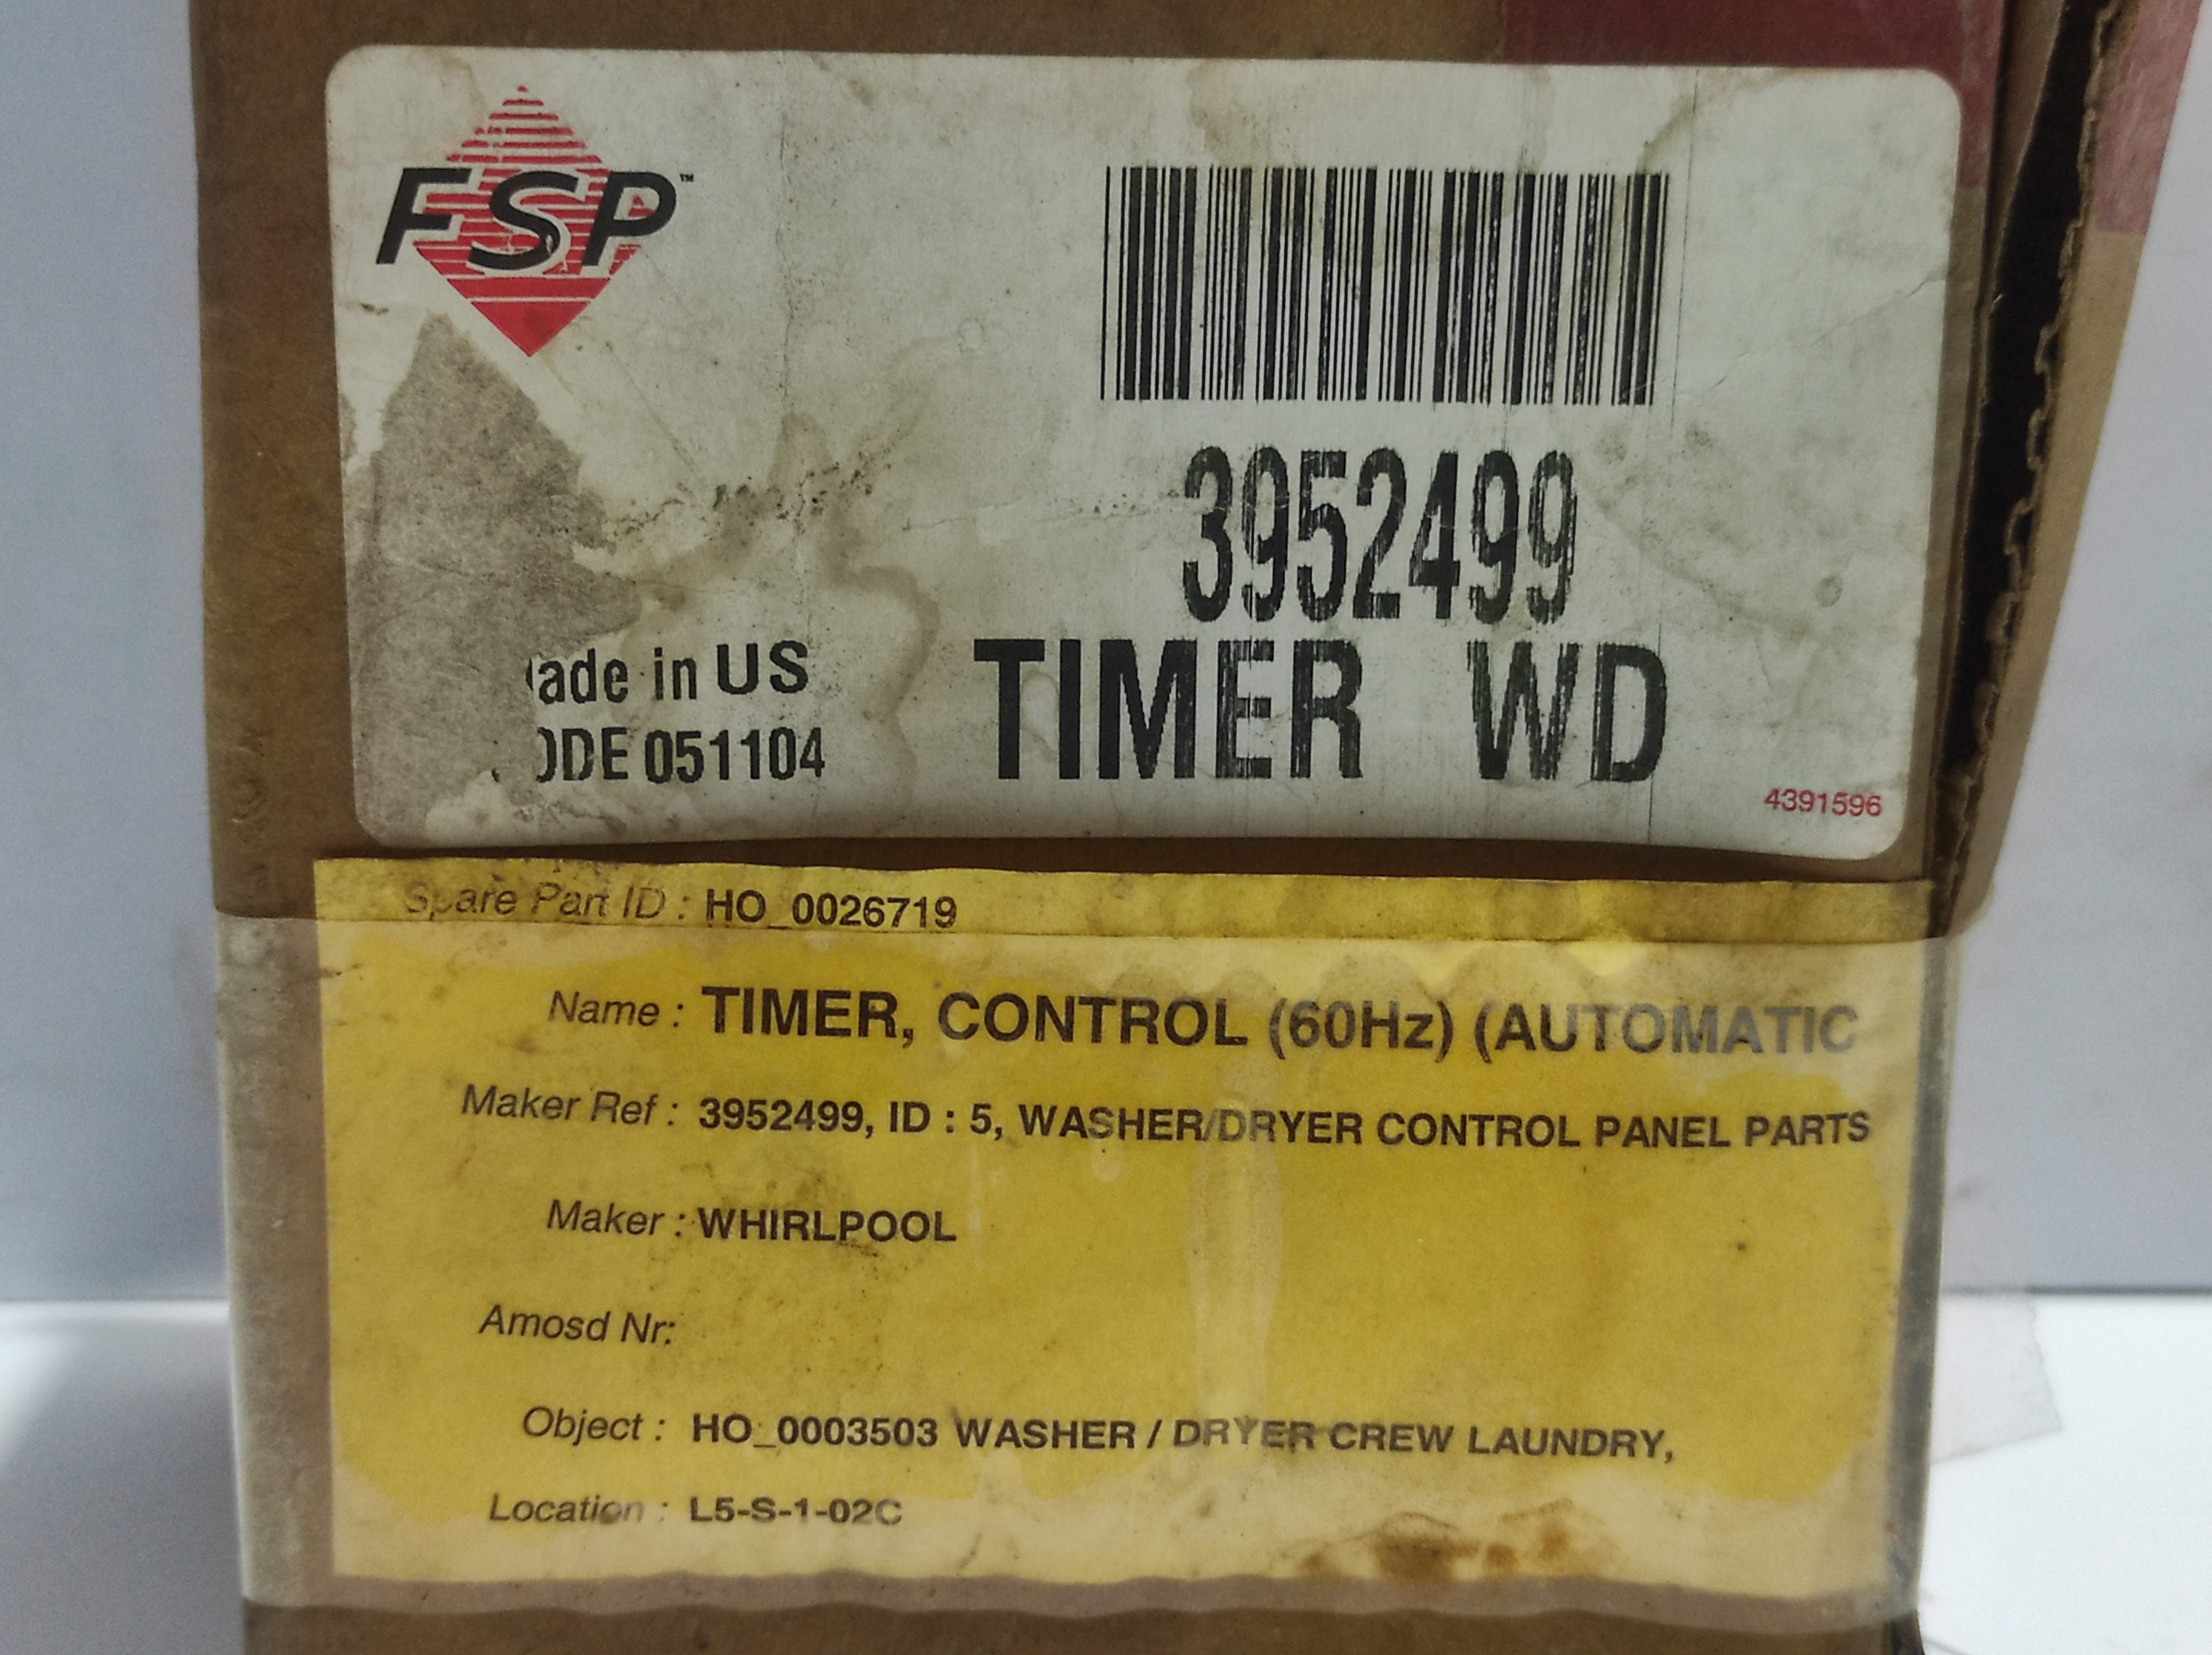 FSP™
3952499
ade in US
ODE 051104
TIMER WD
4391596
Spare Part ID : HO_0026719
Name : TIMER, CONTROL (60Hz) (AUTOMATIC
Maker Ref : 3952499, ID : 5, WASHER/DRYER CONTROL PANEL PARTS
Maker : WHIRLPOOL
Amosd Nr:
Object : HO_0003503 WASHER / DRYER CREW LAUNDRY,
Location : L5-S-1-02C